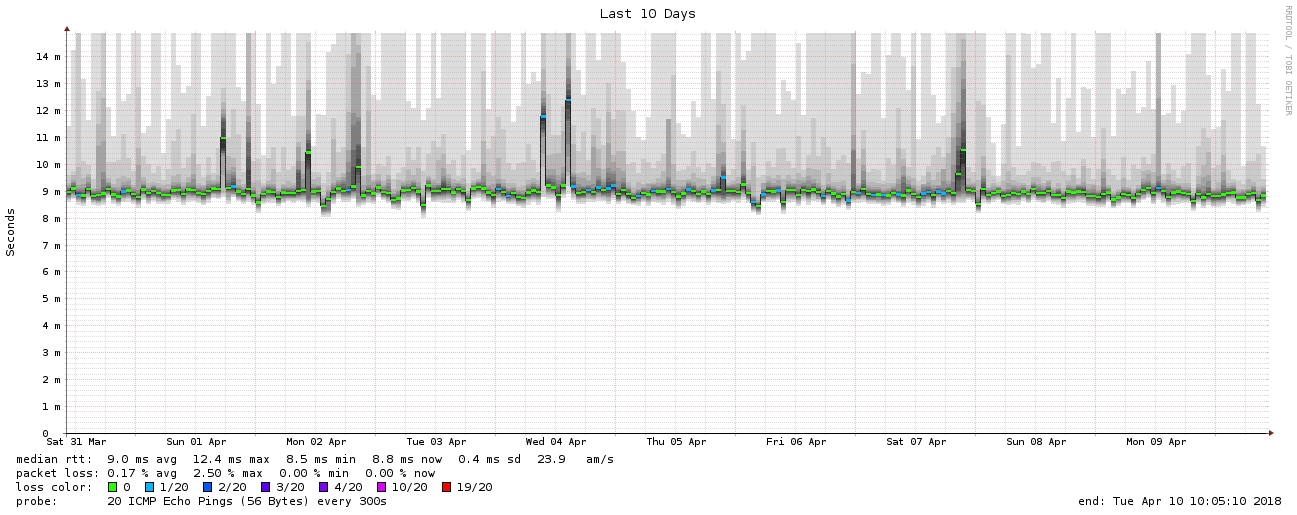 Last 10 Days
RRDTOOL / TOBI OETIKER
Seconds
14 m
13 m
12 m
11 m
10 m
9 m
8 m
7 m
6 m
5 m
4 m
3 m
2 m
1 m
0
Sat 31 Mar Sun 01 Apr Mon 02 Apr Tue 03 Apr Wed 04 Apr Thu 05 Apr Fri 06 Apr Sat 07 Apr Sun 08 Apr Mon 09 Apr
median rtt: 9.0 ms avg 12.4 ms max 8.5 ms min 8.8 ms now 0.4 ms sd 23.9 am/s
packet loss: 0.17 % avg 2.50 % max 0.00 % min 0.00 % now
loss color: 0 1/20 2/20 3/20 4/20 10/20 19/20
probe: 20 ICMP Echo Pings (56 Bytes) every 300s end: Tue Apr 10 10:05:10 2018